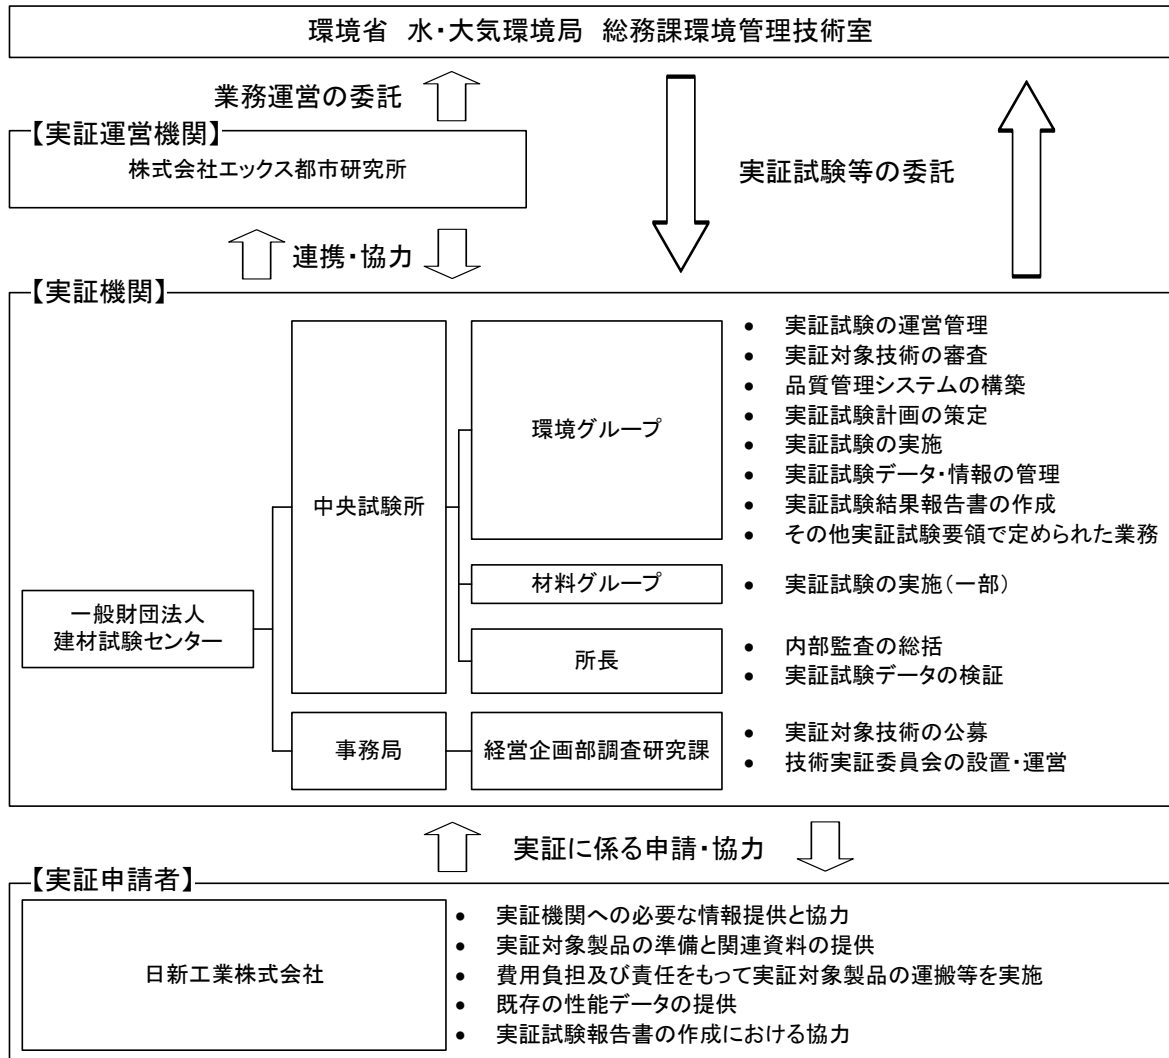 環境省　水・大気環境局　総務課環境管理技術室
業務運営の委託
【実証運営機関】
株式会社エックス都市研究所
実証試験等の委託
連携・協力
【実証機関】
一般財団法人
建材試験センター
中央試験所
環境グループ
• 実証試験の運営管理
• 実証対象技術の審査
• 品質管理システムの構築
• 実証試験計画の策定
• 実証試験の実施
• 実証試験データ・情報の管理
• 実証試験結果報告書の作成
• その他実証試験要領で定められた業務
材料グループ
• 実証試験の実施（一部）
所長
• 内部監査の総括
• 実証試験データの検証
事務局
経営企画部調査研究課
• 実証対象技術の公募
• 技術実証委員会の設置・運営
実証に係る申請・協力
【実証申請者】
日新工業株式会社
• 実証機関への必要な情報提供と協力
• 実証対象製品の準備と関連資料の提供
• 費用負担及び責任をもって実証対象製品の運搬等を実施
• 既存の性能データの提供
• 実証試験報告書の作成における協力